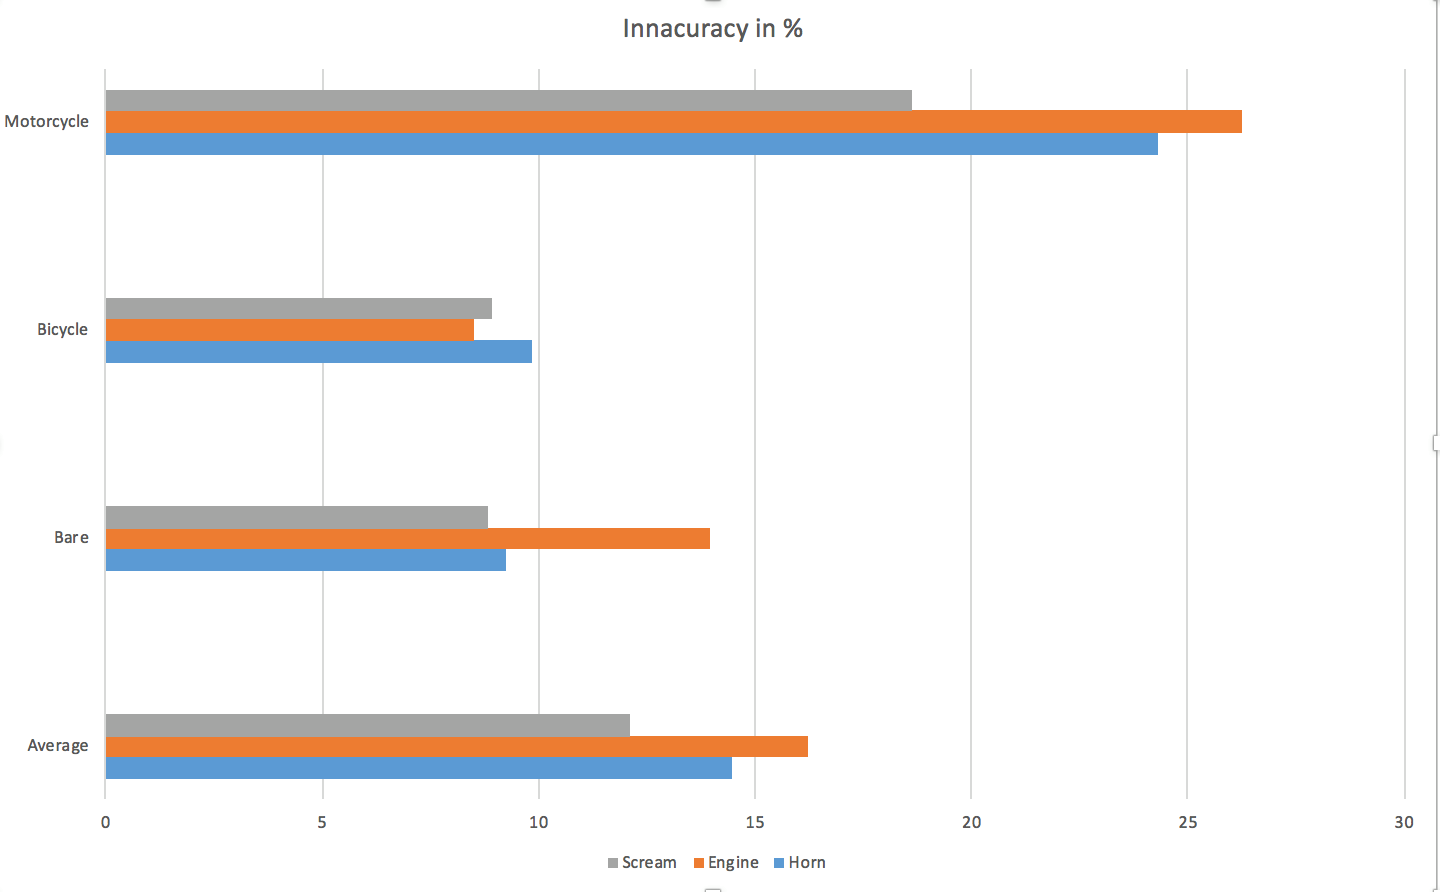 Innacuracy in %
Motorcycle
Bicycle
Bare
Average
0 5 10 15 20 25 30
Scream Engine Horn